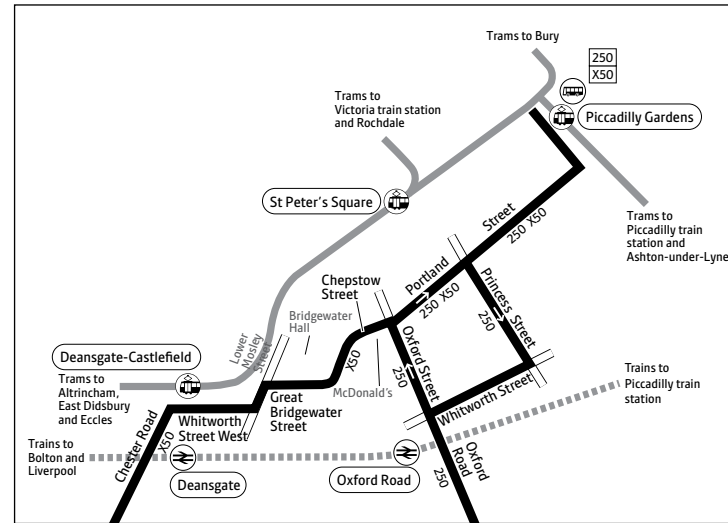 Trams to Bury
250
X50
Piccadilly Gardens
Trams to
Victoria train station
and Rochdale
St Peter's Square
Street
250 X50
Trams to
Piccadilly train
station and
Ashton-under-Lyne
Portland
250 X50
Princess Street
250
Chepstow
Street
Bridgewater
Hall
Lower
Mosley
Street
Oxford Street
250
X50
McDonald's
Deansgate-Castlefield
Trams to
Altrincham,
East Didsbury
and Eccles
Great
Bridgewater
Street
Whitworth
Street West
Whitworth Street
Trains to
Piccadilly train
station
Chester Road
X50
Trains to
Bolton and
Liverpool
Deansgate
Oxford Road
Oxford
Road
250